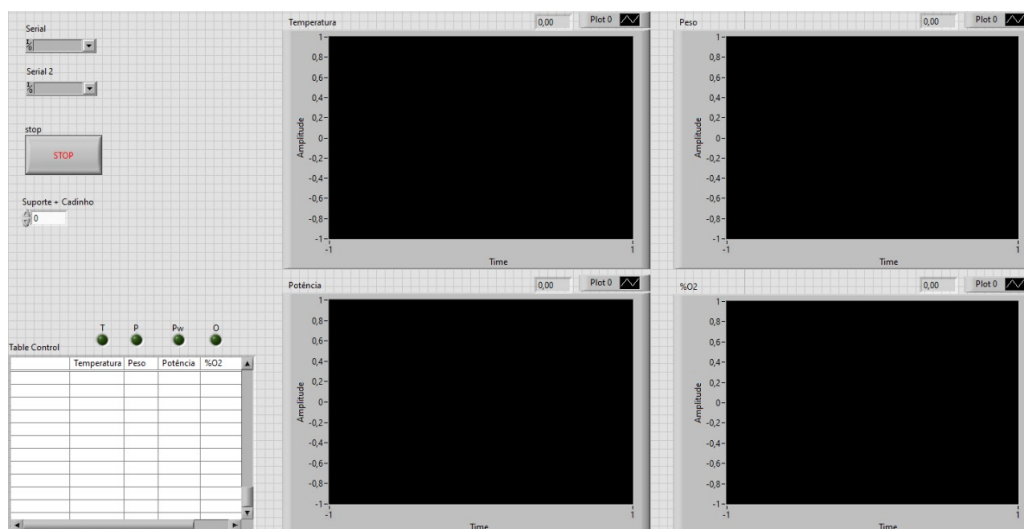 Serial
Serial 2
stop
STOP
Suporte + Cadinho
0
T P Pw O
Table Control
Temperatura Peso Potência %O2
Temperatura 0,00 Plot 0
1
0,8
0,6
0,4
0,2
0
-0,2
-0,4
-0,6
-0,8
-1
Amplitude
-1 1
Time
Peso 0,00 Plot 0
1
0,8
0,6
0,4
0,2
0
-0,2
-0,4
-0,6
-0,8
-1
Amplitude
-1 1
Time
Potência 0,00 Plot 0
1
0,8
0,6
0,4
0,2
0
-0,2
-0,4
-0,6
-0,8
-1
Amplitude
-1 1
Time
%O2 0,00 Plot 0
1
0,8
0,6
0,4
0,2
0
-0,2
-0,4
-0,6
-0,8
-1
Amplitude
-1 1
Time